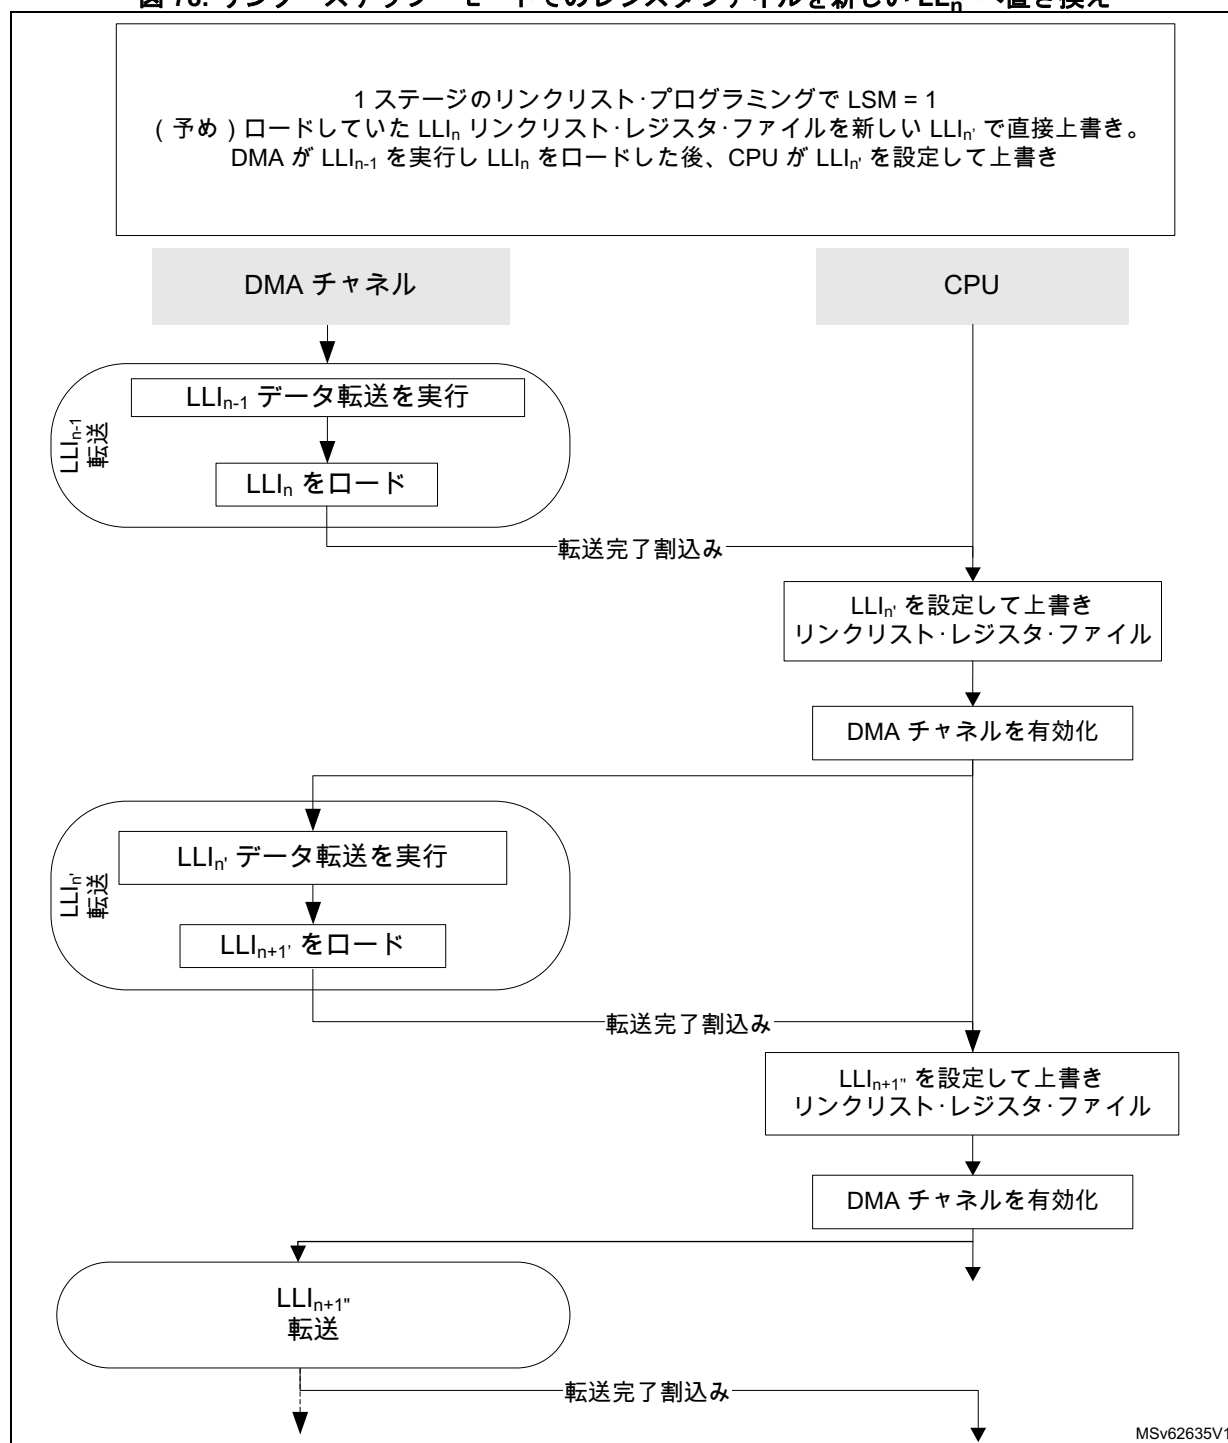 1 ステージのリンクリスト·プログラミングで LSM = 1
( 予め ) ロードしていた LLIn リンクリスト·レジスタ·ファイルを新しい LLIn' で直接上書き。
DMA が LLIn-1 を実行し LLIn をロードした後、CPU が LLIn' を設定して上書き
DMA チャネル
CPU
LLIn-1
転送
LLIn-1 データ転送を実行
LLIn をロード
転送完了割込み
LLIn' を設定して上書き
リンクリスト·レジスタ·ファイル
DMA チャネルを有効化
LLIn'
転送
LLIn' データ転送を実行
LLIn+1' をロード
転送完了割込み
LLIn+1" を設定して上書き
リンクリスト·レジスタ·ファイル
DMA チャネルを有効化
LLIn+1"
転送
転送完了割込み
MSv62635V1